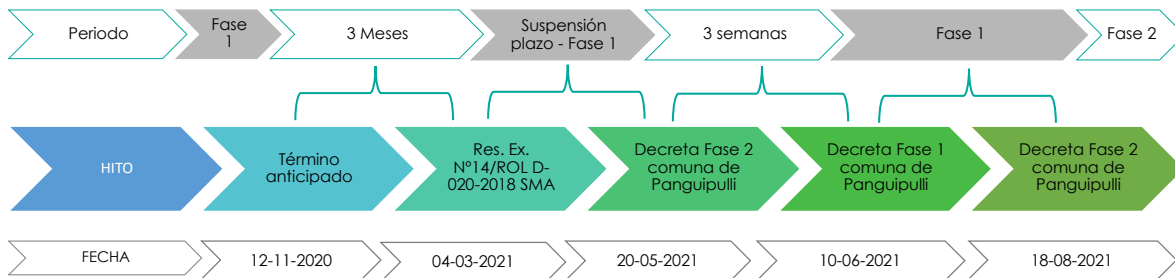 Periodo
Fase
1
3 Meses
Suspensión
plazo - Fase 1
3 semanas
Fase 1
Fase 2
HITO
Término
anticipado
Res. Ex.
N°14/ROL D-
020-2018 SMA
Decreta Fase 2
comuna de
Panguipulli
Decreta Fase 1
comuna de
Panguipulli
Decreta Fase 2
comuna de
Panguipulli
FECHA
12-11-2020
04-03-2021
20-05-2021
10-06-2021
18-08-2021